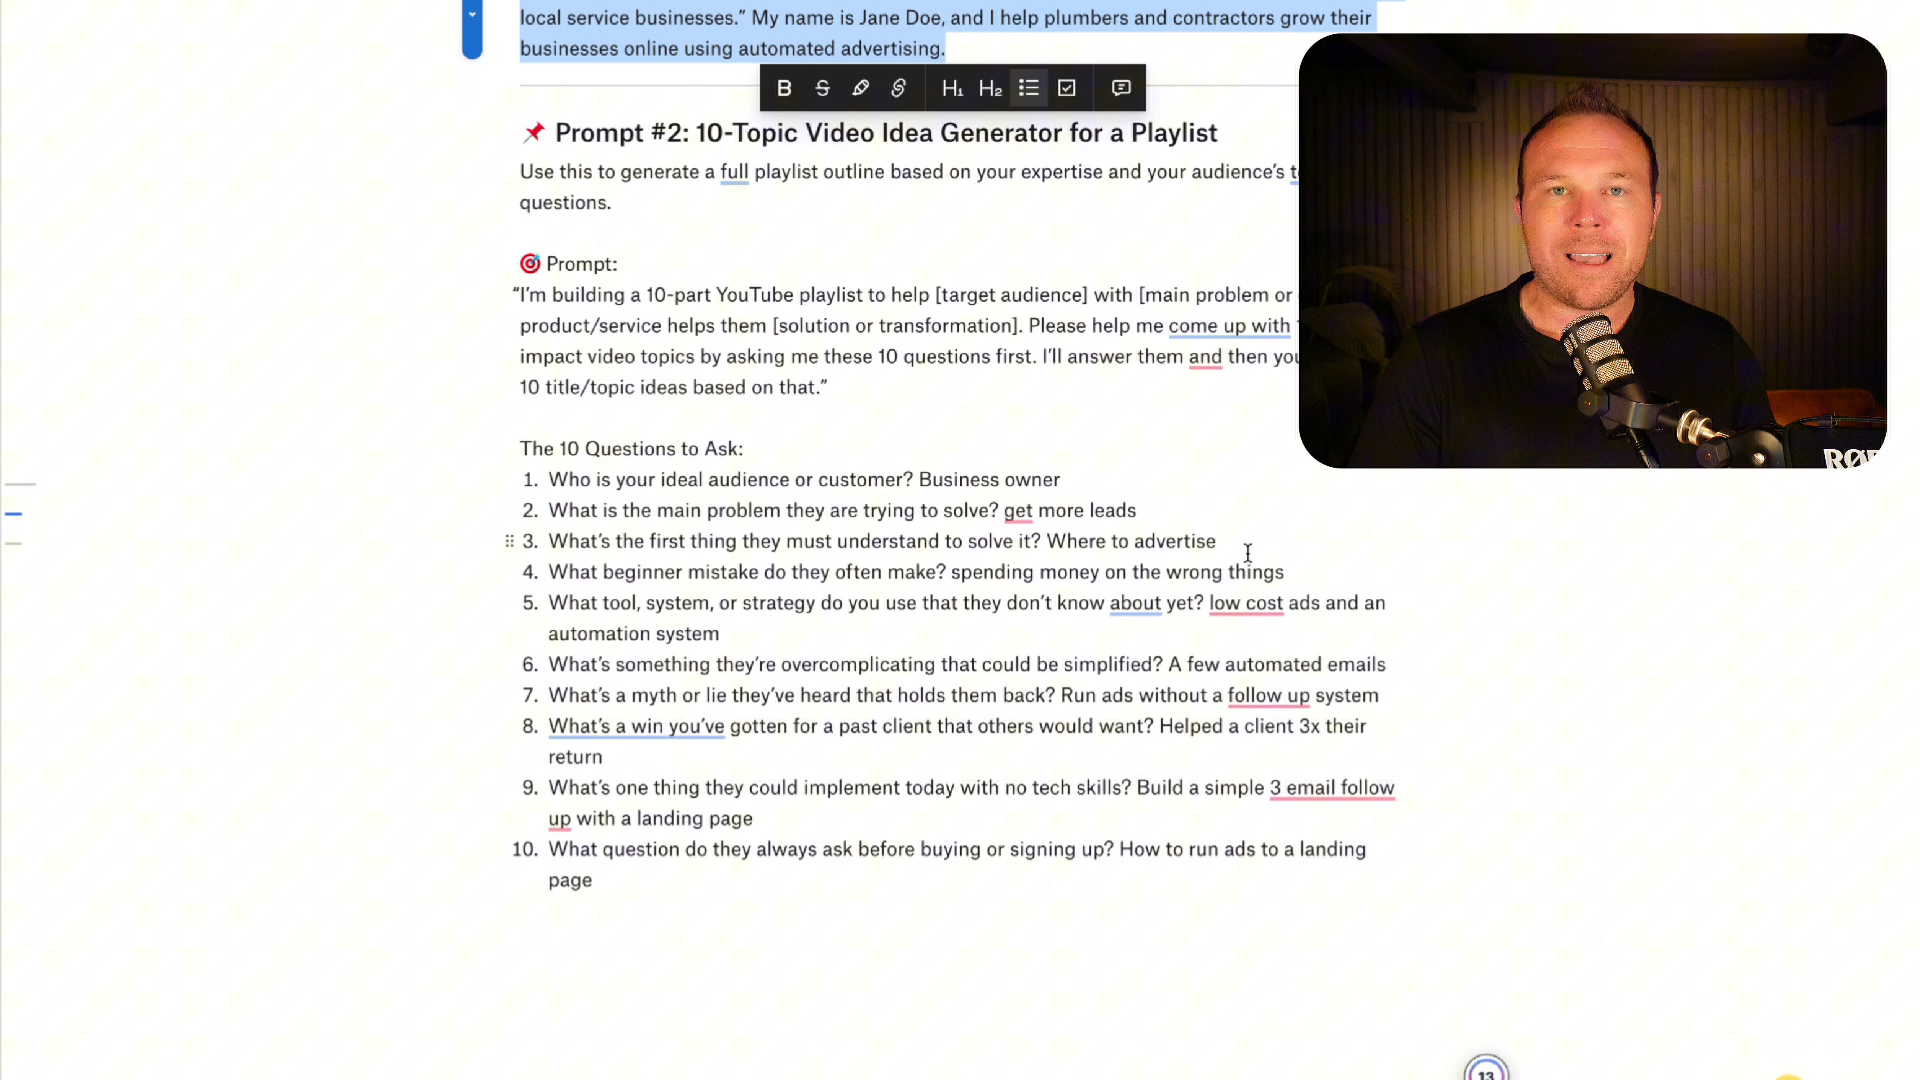 local service businesses.” My name is Jane Doe, and I help plumbers and contractors grow their
businesses online using automated advertising.
B S H1 H2
Prompt #2: 10-Topic Video Idea Generator for a Playlist
Use this to generate a full playlist outline based on your expertise and your audience’s
questions.
Prompt:
“I’m building a 10-part YouTube playlist to help [target audience] with [main problem or
product/service helps them [solution or transformation]. Please help me come up with
impact video topics by asking me these 10 questions first. I’ll answer them and then you
10 title/topic ideas based on that.”
The 10 Questions to Ask:
1. Who is your ideal audience or customer? Business owner
2. What is the main problem they are trying to solve? get more leads
3. What’s the first thing they must understand to solve it? Where to advertise
4. What beginner mistake do they often make? spending money on the wrong things
5. What tool, system, or strategy do you use that they don’t know about yet? low cost ads and an
automation system
6. What’s something they’re overcomplicating that could be simplified? A few automated emails
7. What’s a myth or lie they’ve heard that holds them back? Run ads without a follow up system
8. What’s a win you’ve gotten for a past client that others would want? Helped a client 3x their
return
9. What’s one thing they could implement today with no tech skills? Build a simple 3 email follow
up with a landing page
10. What question do they always ask before buying or signing up? How to run ads to a landing
page
13